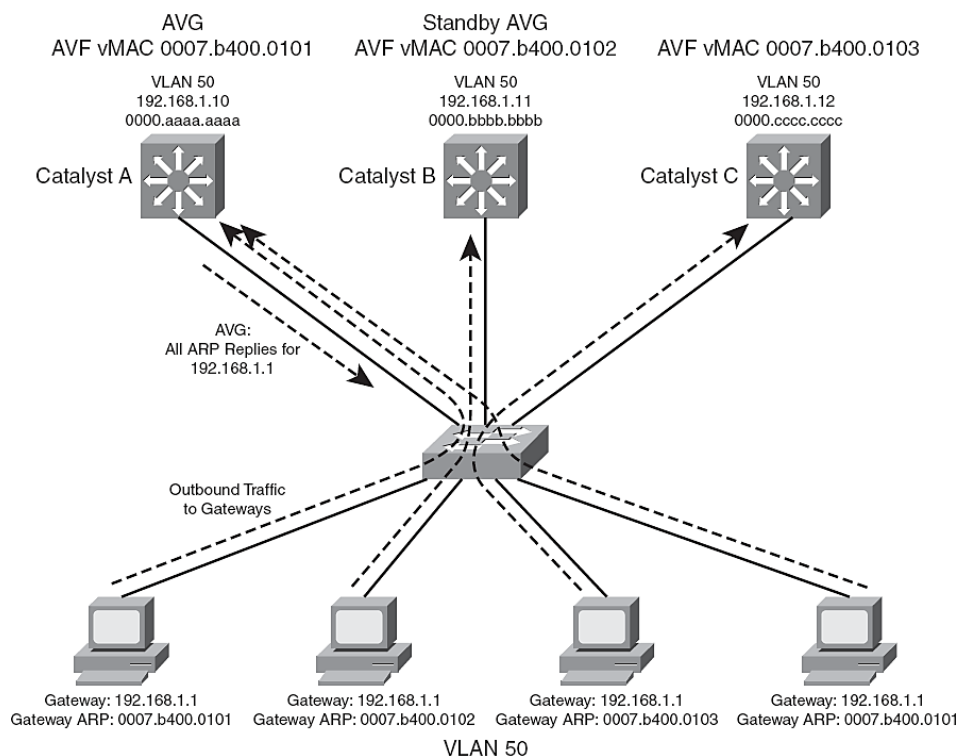 AVG
AVF vMAC 0007.b400.0101
Standby AVG
AVF vMAC 0007.b400.0102
AVF vMAC 0007.b400.0103
VLAN 50
192.168.1.10
0000.aaaa.aaaa
VLAN 50
192.168.1.11
0000.bbbb.bbbb
VLAN 50
192.168.1.12
0000.cccc.cccc
Catalyst A
Catalyst B
Catalyst C
AVG:
All ARP Replies for
192.168.1.1
Outbound Traffic
to Gateways
Gateway: 192.168.1.1
Gateway ARP: 0007.b400.0101
Gateway: 192.168.1.1
Gateway ARP: 0007.b400.0102
Gateway: 192.168.1.1
Gateway ARP: 0007.b400.0103
Gateway: 192.168.1.1
Gateway ARP: 0007.b400.0101
VLAN 50